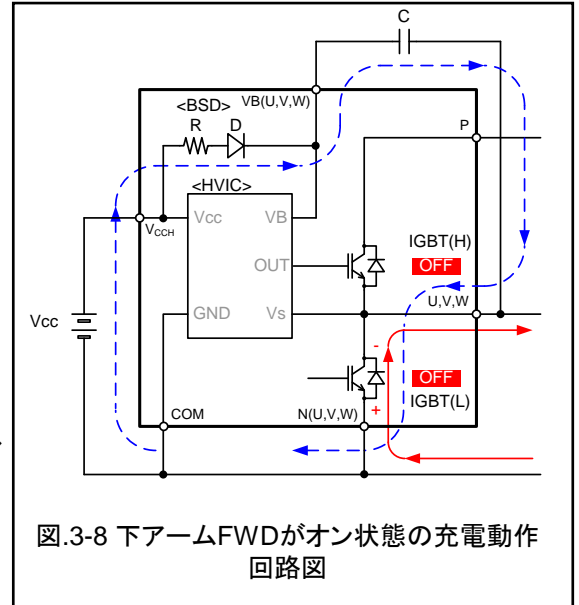 C
<BSD>
VB(U,V,W)
R
D
P
<HVIC>
Vcc
VB
VCCH
IGBT(H)
OUT
OFF
U,V,W
Vcc
GND
Vs
-
OFF
+
IGBT(L)
COM
N(U,V,W)
図.3-8 下アームFWDがオン状態の充電動作
回路図